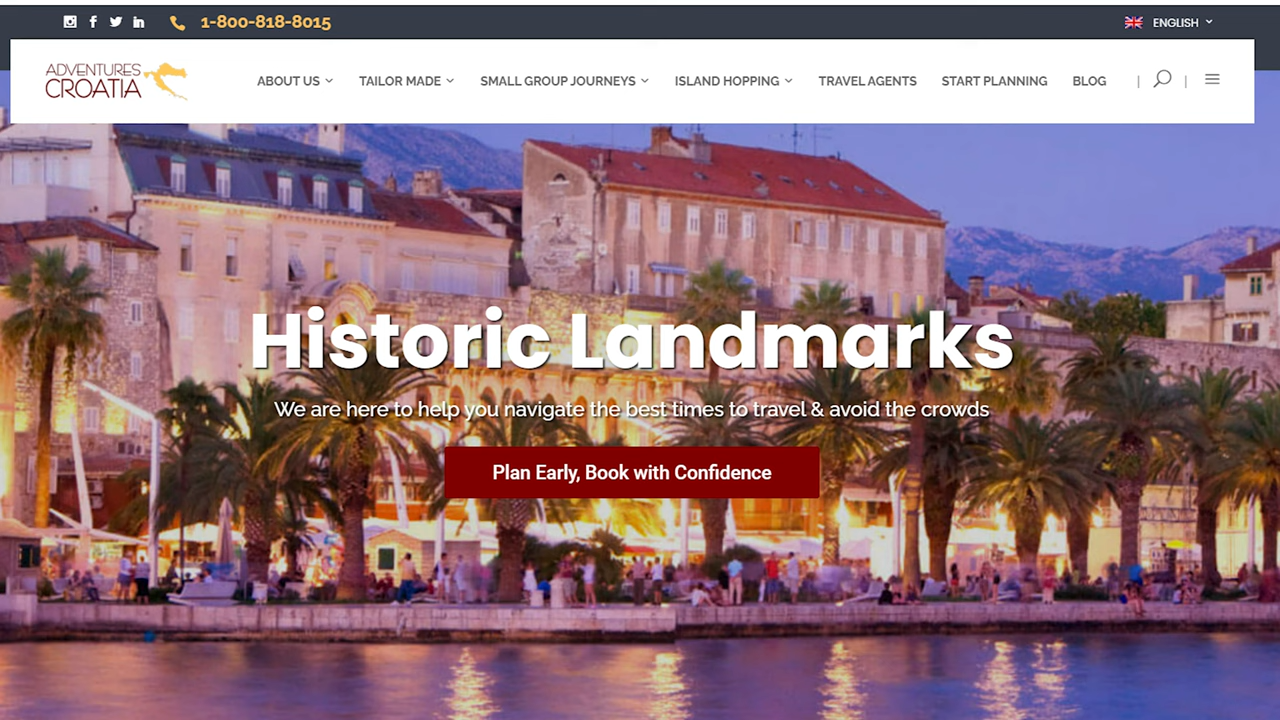 1-800-818-8015
ENGLISH
ADVENTURES
CROATIA
ABOUT US
TAILOR MADE
SMALL GROUP JOURNEYS
ISLAND HOPPING
TRAVEL AGENTS
START PLANNING
BLOG
Historic Landmarks
We are here to help you navigate the best times to travel & avoid the crowds
Plan Early, Book with Confidence